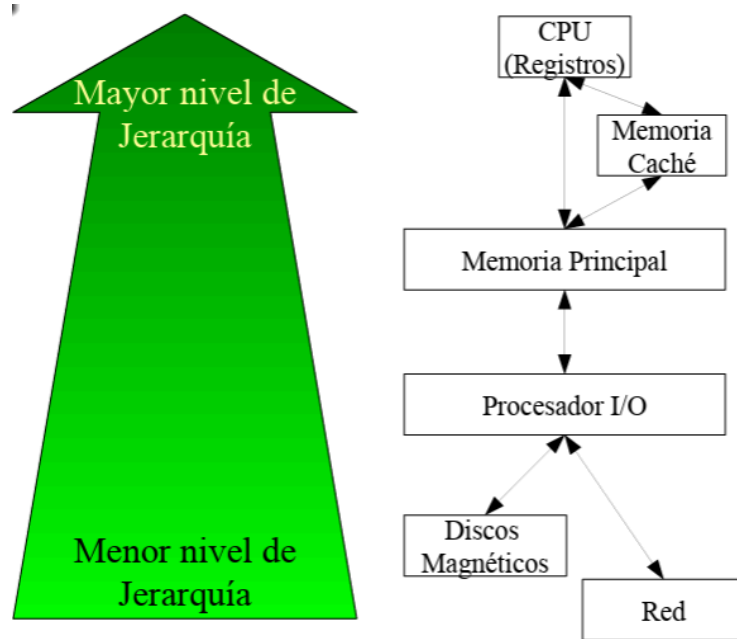 Mayor nivel de
Jerarquía
Menor nivel de
Jerarquía
CPU
(Registros)
Memoria
Caché
Memoria Principal
Procesador I/O
Discos
Magnéticos
Red